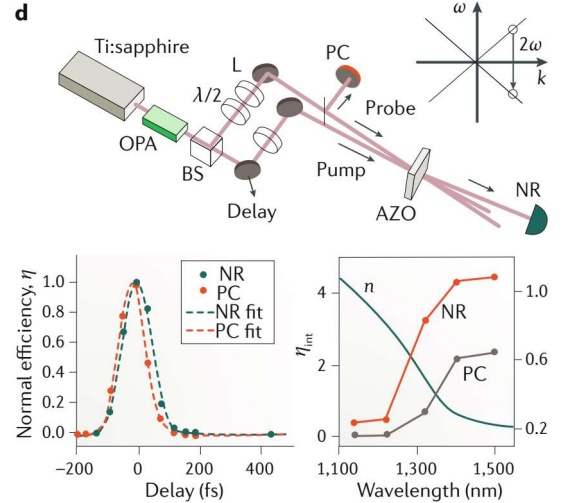 d
ω
2ω
k
Ti:sapphire
L
PC
λ/2
Probe
OPA
BS
Pump
NR
AZO
Delay
Normal efficiency, η
1.0
0.8
0.6
0.4
0.2
0.0
−200
0
200
400
Delay (fs)
NR
PC
NR fit
PC fit
η_int
4
2
0
n
NR
PC
1.0
0.6
0.2
1,100
1,300
1,500
Wavelength (nm)